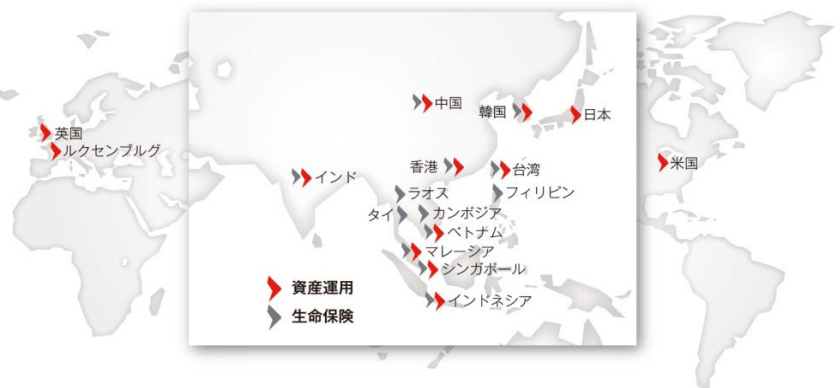 英国
ルクセンブルグ
中国
韓国
日本
香港
台湾
インド
ラオス
フィリピン
タイ
カンボジア
ベトナム
マレーシア
シンガポール
インドネシア
米国
資産運用
生命保険